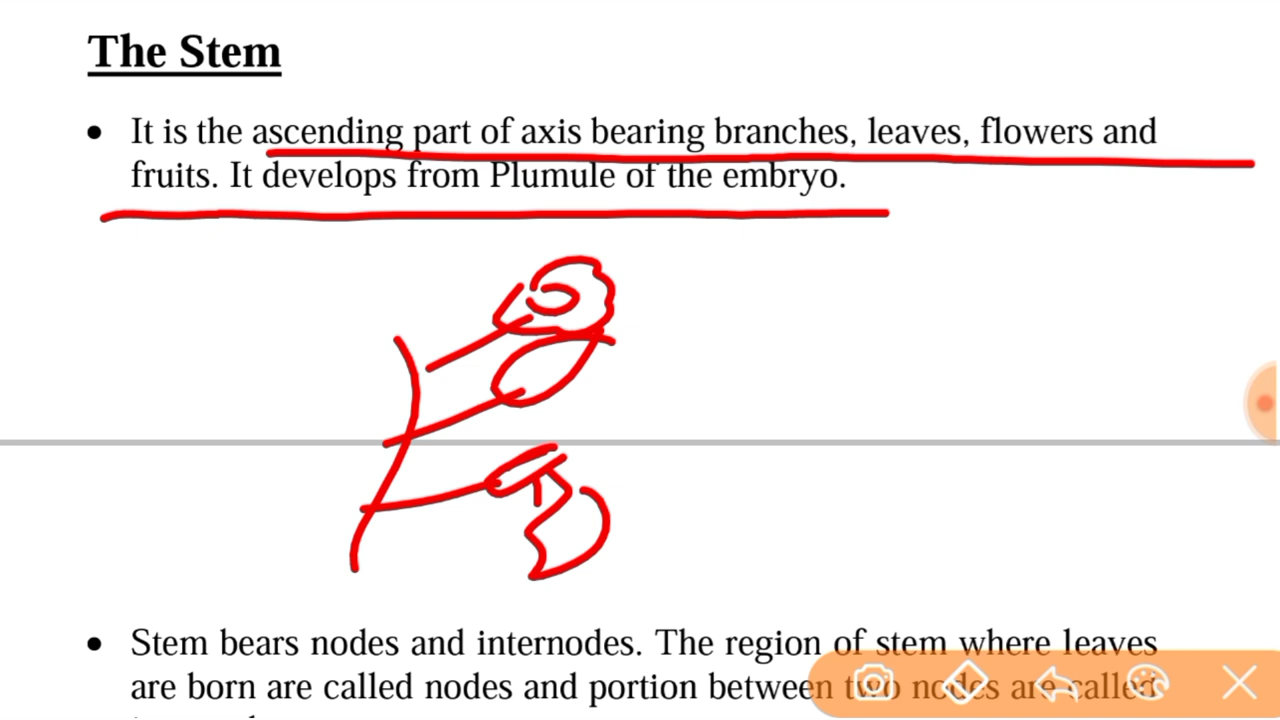 The Stem
• It is the ascending part of axis bearing branches, leaves, flowers and
fruits. It develops from Plumule of the embryo.
• Stem bears nodes and internodes. The region of stem where leaves
are born are called nodes and portion between two nodes are called